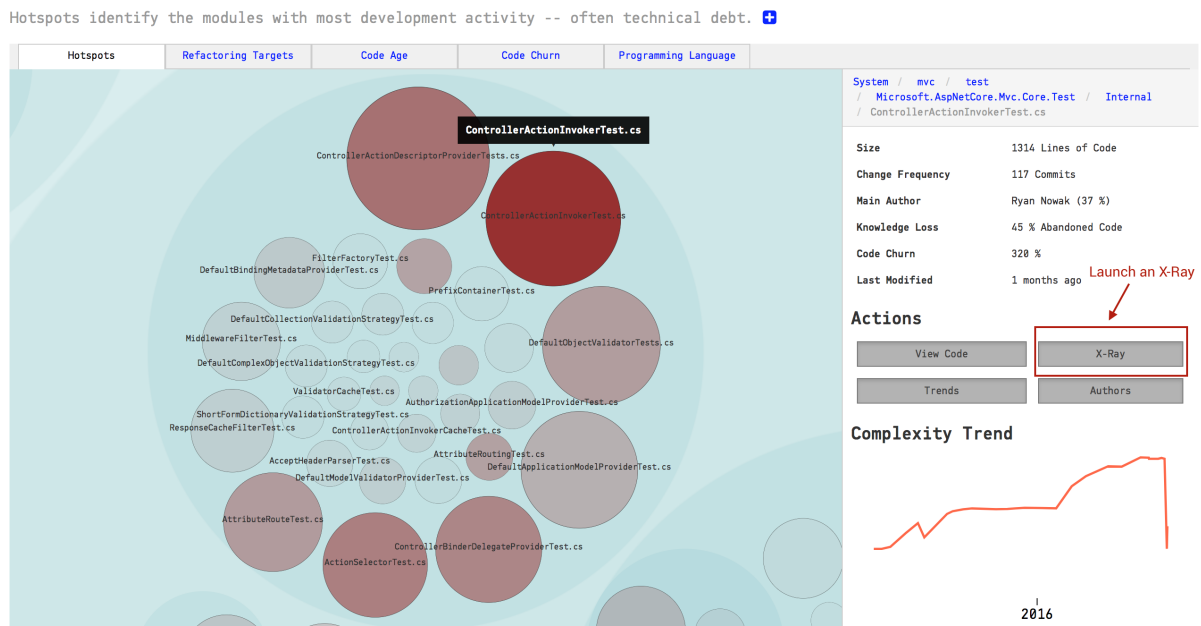 Hotspots identify the modules with most development activity -- often technical debt.
Hotspots
Refactoring Targets
Code Age
Code Churn
Programming Language
ControllerActionInvokerTest.cs
ControllerActionDescriptorProviderTests.cs
ControllerActionInvokerTest.cs
FilterFactoryTest.cs
DefaultBindingMetadataProviderTest.cs
PrefixContainerTest.cs
DefaultCollectionValidationStrategyTest.cs
MiddlewareFilterTest.cs
DefaultObjectValidatorTests.cs
DefaultComplexObjectValidationStrategyTest.cs
ValidatorCacheTest.cs
AuthorizationApplicationModelProviderTest.cs
ShortFormDictionaryValidationStrategyTest.cs
ResponseCacheFilterTest.cs
ControllerActionInvokerCacheTest.cs
AttributeRoutingTest.cs
AcceptHeaderParserTest.cs
DefaultApplicationModelProviderTest.cs
DefaultModelValidatorProviderTest.cs
AttributeRouteTest.cs
ControllerBinderDelegateProviderTest.cs
ActionSelectorTest.cs
System / mvc / test
/ Microsoft.AspNetCore.Mvc.Core.Test / Internal
/ ControllerActionInvokerTest.cs
Size 1314 Lines of Code
Change Frequency 117 Commits
Main Author Ryan Nowak (37 %)
Knowledge Loss 45 % Abandoned Code
Code Churn 320 %
Last Modified 1 months ago
Launch an X-Ray
Actions
View Code
X-Ray
Trends
Authors
Complexity Trend
2016